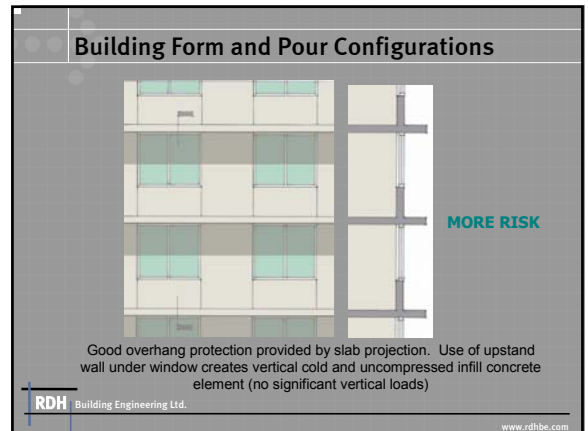 Building Form and Pour Configurations
MORE RISK
Good overhang protection provided by slab projection. Use of upstand
wall under window creates vertical cold and uncompressed infill concrete
element (no significant vertical loads)
RDH Building Engineering Ltd.
www.rdhbe.com